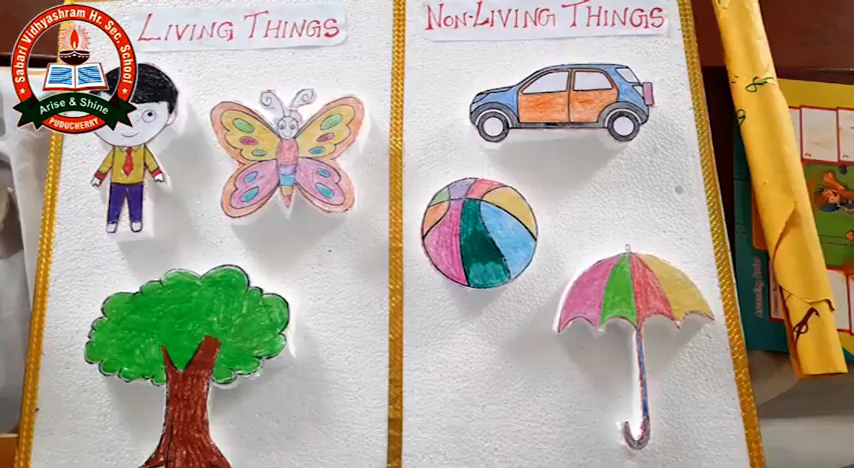 Sabari Vidhyashram Hr. Sec. School
Arise & Shine
PUDUCHERRY
LIVING THINGS
NON-LIVING THINGS